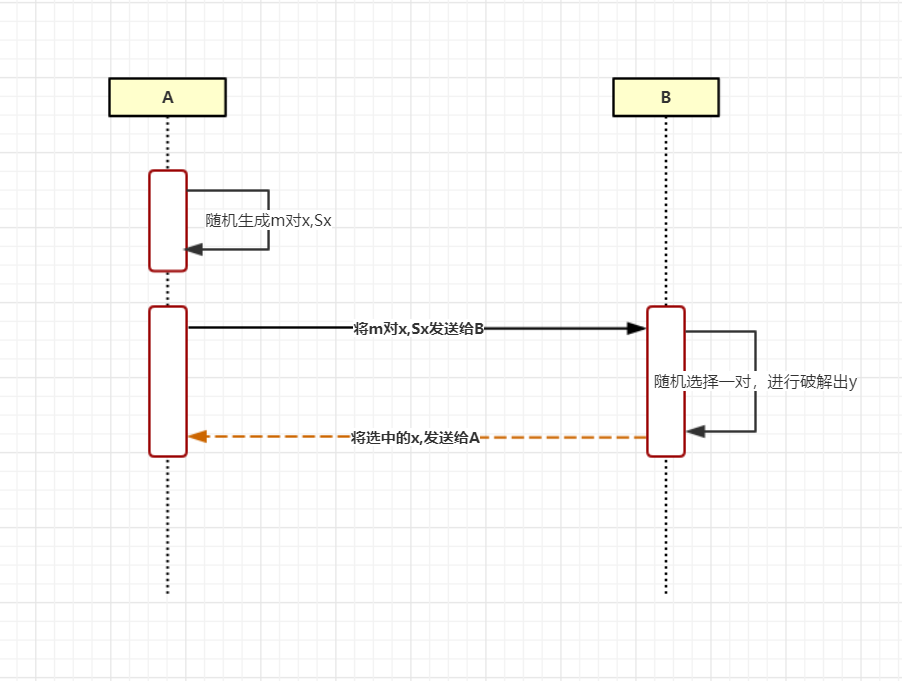 A
B
随机生成m对x,Sx
将m对x,Sx发送给B
随机选择一对，进行破解出y
将选中的x,发送给A